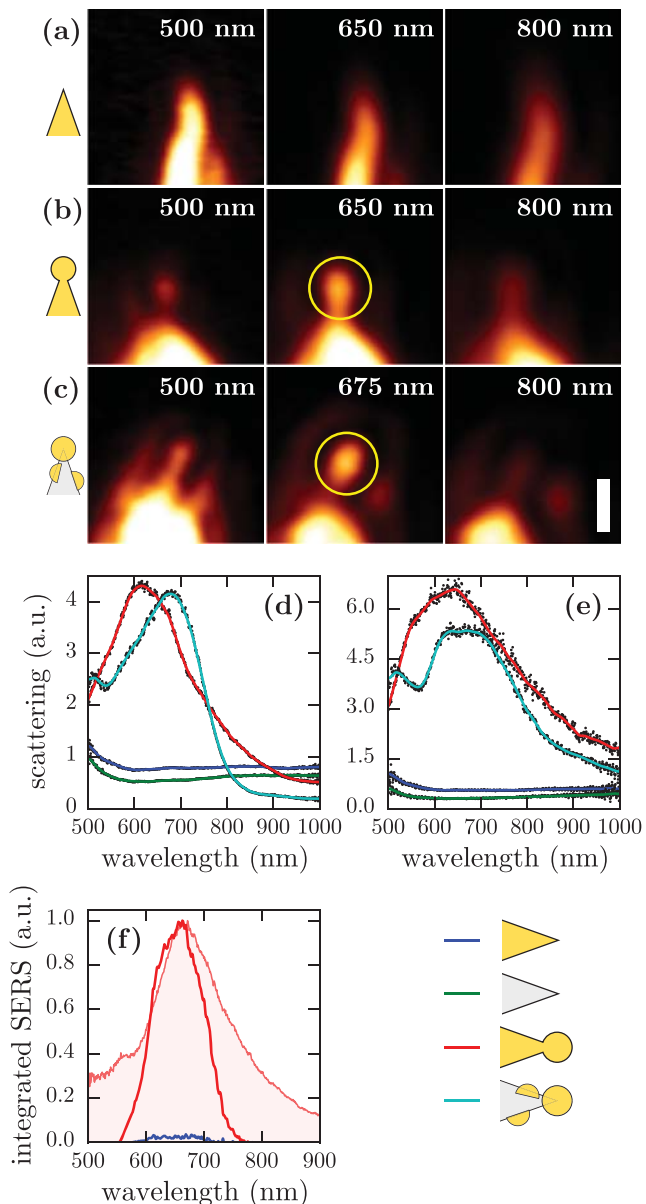 (a) 500 nm 650 nm 800 nm
(b) 500 nm 650 nm 800 nm
(c) 500 nm 675 nm 800 nm
(d) (e)
scattering (a.u.)
4
3
2
1
0
500 600 700 800 900 1000
wavelength (nm)
6.0
4.5
3.0
1.5
0.0
500 600 700 800 900 1000
wavelength (nm)
(f)
integrated SERS (a.u.)
1.0
0.8
0.6
0.4
0.2
0.0
500 600 700 800 900
wavelength (nm)